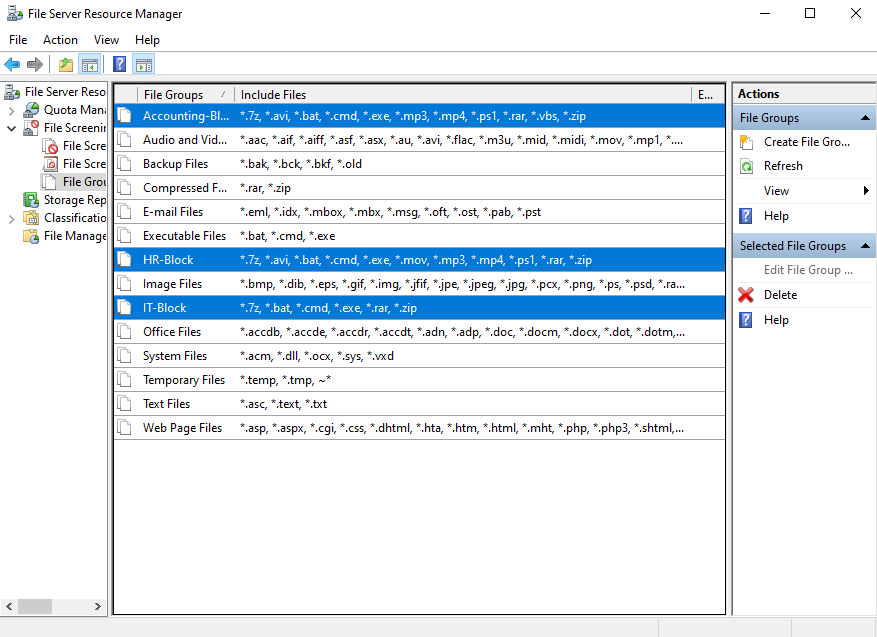 File Server Resource Manager
File Action View Help
File Server Reso
Quota Mana
File Screenin
File Scre
File Scre
File Grou
Storage Rep
Classificatio
File Manage
File Groups Include Files E...
Accounting-Bl... *.7z, *.avi, *.bat, *.cmd, *.exe, *.mp3, *.mp4, *.ps1, *.rar, *.vbs, *.zip
Audio and Vid... *.aac, *.aif, *.aiff, *.asf, *.asx, *.au, *.avi, *.flac, *.m3u, *.mid, *.midi, *.mov, *.mp1, *....
Backup Files *.bak, *.bck, *.bkf, *.old
Compressed F... *.rar, *.zip
E-mail Files *.eml, *.idx, *.mbox, *.mbx, *.msg, *.oft, *.ost, *.pab, *.pst
Executable Files *.bat, *.cmd, *.exe
HR-Block *.7z, *.avi, *.bat, *.cmd, *.exe, *.mov, *.mp3, *.mp4, *.ps1, *.rar, *.zip
Image Files *.bmp, *.dib, *.eps, *.gif, *.img, *.jfif, *.jpe, *.jpeg, *.jpg, *.pcx, *.png, *.ps, *.psd, *.ra...
IT-Block *.7z, *.bat, *.cmd, *.exe, *.rar, *.zip
Office Files *.accdb, *.accde, *.accdr, *.accdt, *.adn, *.adp, *.doc, *.docm, *.docx, *.dot, *.dotm,...
System Files *.acm, *.dll, *.ocx, *.sys, *.vxd
Temporary Files *.temp, *.tmp, ~*
Text Files *.asc, *.text, *.txt
Web Page Files *.asp, *.aspx, *.cgi, *.css, *.dhtml, *.hta, *.htm, *.html, *.mht, *.php, *.php3, *.shtml,...
Actions
File Groups
Create File Gro...
Refresh
View
Help
Selected File Groups
Edit File Group ...
Delete
Help